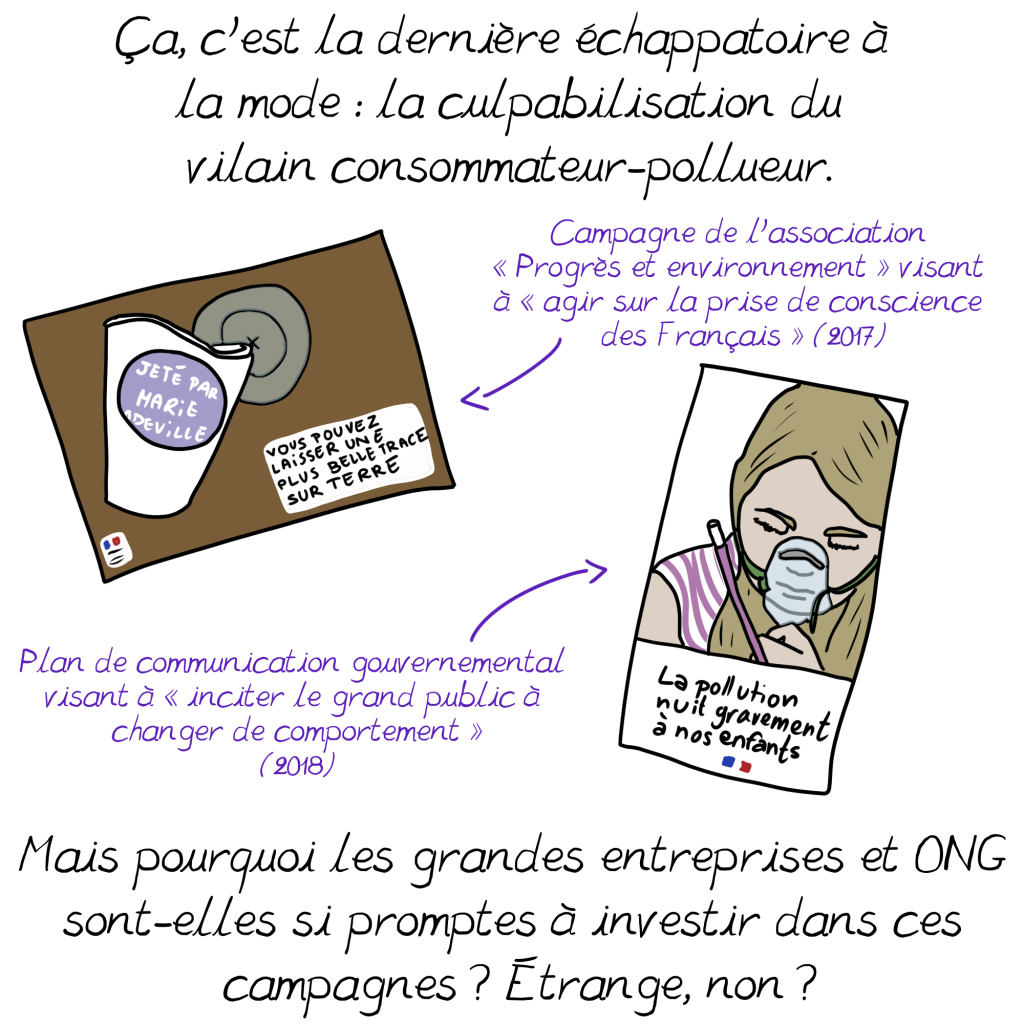 Ça, c'est la dernière échappatoire à
la mode : la culpabilisation du
vilain consommateur-pollueur.
Campagne de l'association
« Progrès et environnement » visant
à « agir sur la prise de conscience
des Français » (2017)
JETÉ PAR
MARIE
ADEVILLE
VOUS POUVEZ
LAISSER UNE
PLUS BELLE TRACE
SUR TERRE
Plan de communication gouvernemental
visant à « inciter le grand public à
changer de comportement »
(2018)
La pollution
nuit gravement
à nos enfants
Mais pourquoi les grandes entreprises et ONG
sont-elles si promptes à investir dans ces
campagnes ? Étrange, non ?